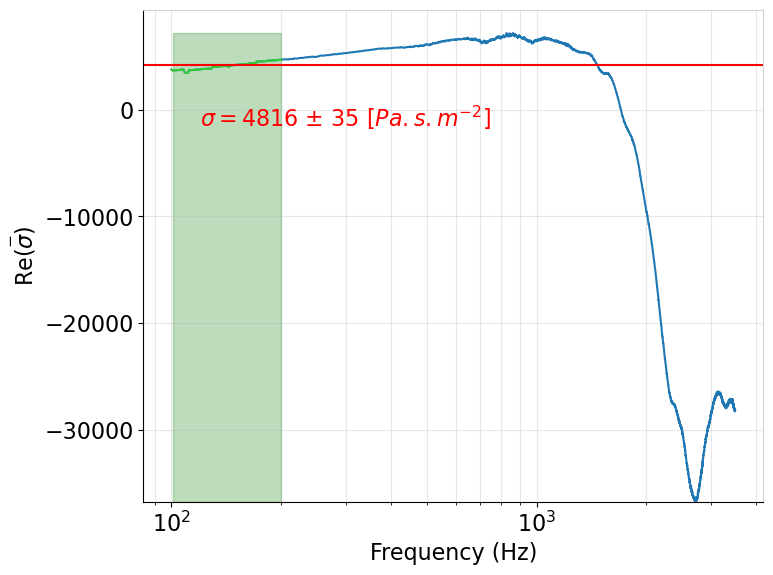 0
−10000
−20000
−30000
Re(σ̅)
σ = 4816 ± 35 [Pa.s.m⁻²]
10² 10³
Frequency (Hz)